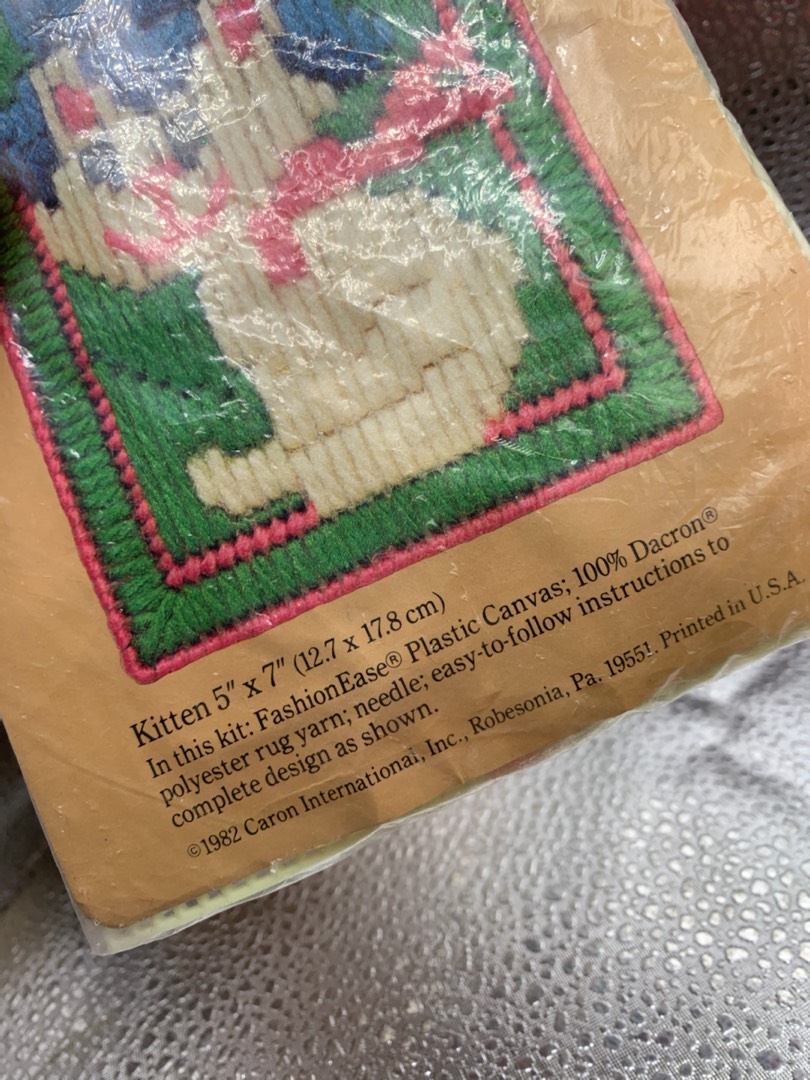 Kitten 5" x 7" (12.7 x 17.8 cm)
In this kit: FashionEase® Plastic Canvas; 100% Dacron®
polyester rug yarn; needle; easy-to-follow instructions to
complete design as shown.
©1982 Caron International, Inc., Robesonia, Pa. 19551. Printed in U.S.A.